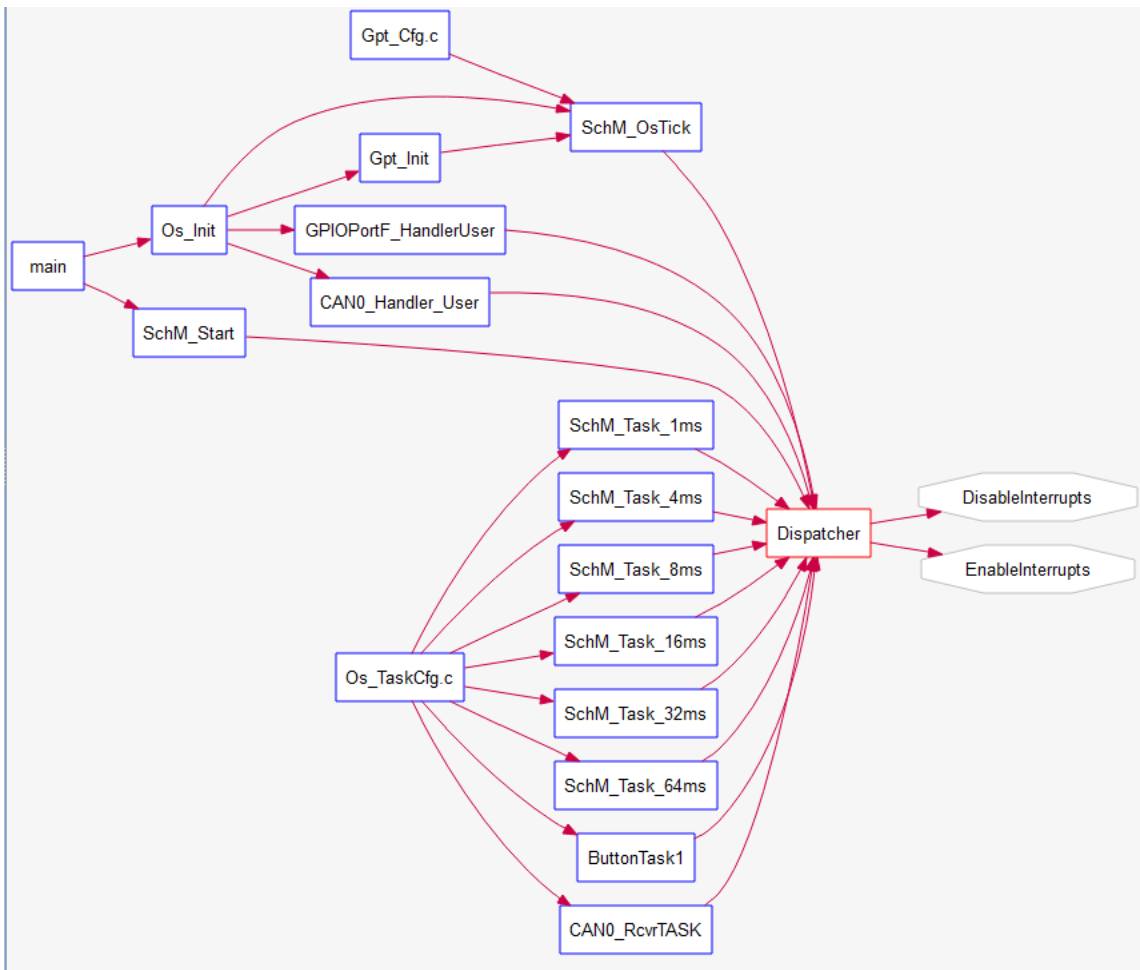 Gpt_Cfg.c
SchM_OsTick
Gpt_Init
Os_Init
GPIOPortF_HandlerUser
main
CAN0_Handler_User
SchM_Start
SchM_Task_1ms
SchM_Task_4ms
DisableInterrupts
Dispatcher
SchM_Task_8ms
EnableInterrupts
SchM_Task_16ms
Os_TaskCfg.c
SchM_Task_32ms
SchM_Task_64ms
ButtonTask1
CAN0_RcvrTASK